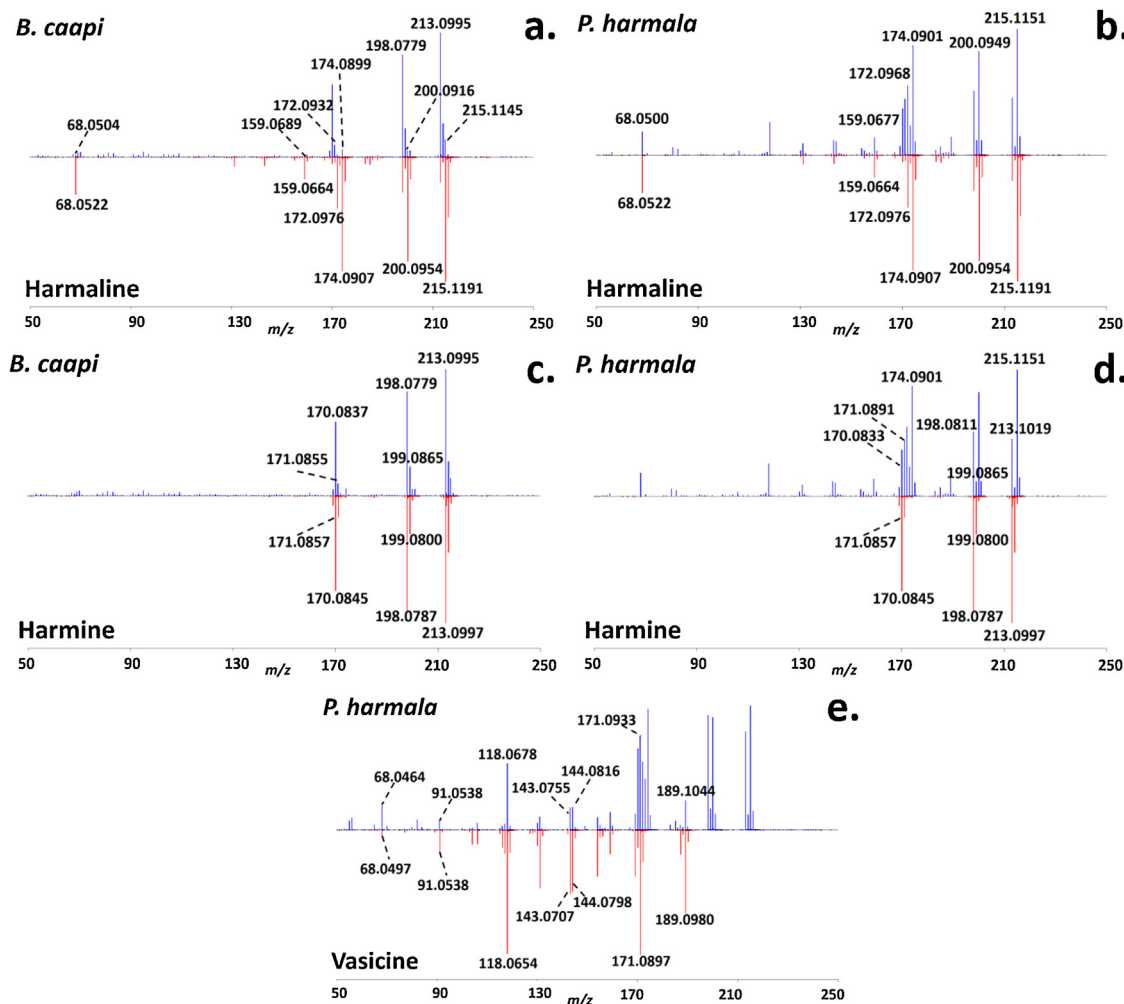 B. caapi
a.
213.0995
198.0779
174.0899
200.0916
172.0932
215.1145
159.0689
68.0504
68.0522
159.0664
172.0976
174.0907
200.0954
215.1191
Harmaline
50 90 130 170 210 250
m/z
P. harmala
b.
215.1151
174.0901
200.0949
172.0968
159.0677
68.0500
68.0522
159.0664
172.0976
174.0907
200.0954
215.1191
Harmaline
50 90 130 170 210 250
m/z
B. caapi
c.
213.0995
198.0779
170.0837
199.0865
171.0855
171.0857
199.0800
170.0845
198.0787
213.0997
Harmine
50 90 130 170 210 250
m/z
P. harmala
d.
215.1151
174.0901
171.0891
198.0811
213.1019
170.0833
199.0865
171.0857
199.0800
170.0845
198.0787
213.0997
Harmine
50 90 130 170 210 250
m/z
P. harmala
e.
171.0933
118.0678
144.0816
143.0755
189.1044
68.0464
91.0538
68.0497
91.0538
143.0707
144.0798
189.0980
118.0654
171.0897
Vasicine
50 90 130 170 210 250
m/z